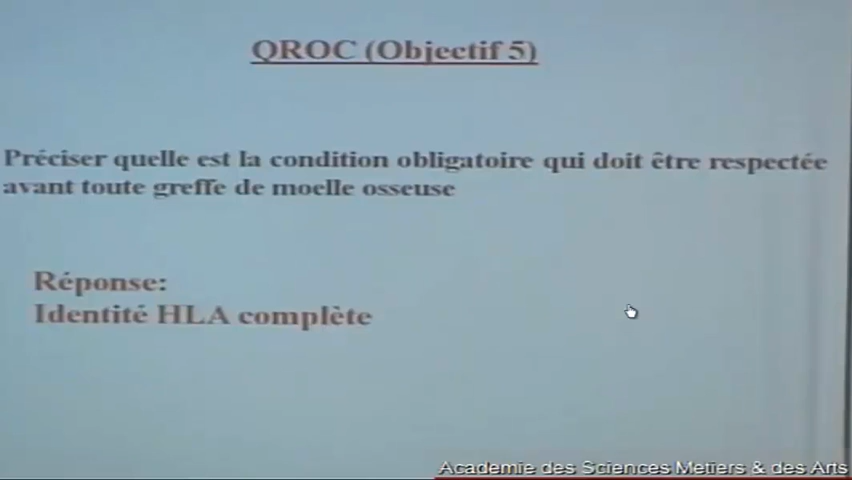 QROC (Objectif 5)
Préciser quelle est la condition obligatoire qui doit être respectée
avant toute greffe de moelle osseuse
Réponse:
Identité HLA complète
Academie des Sciences Metiers & des Arts